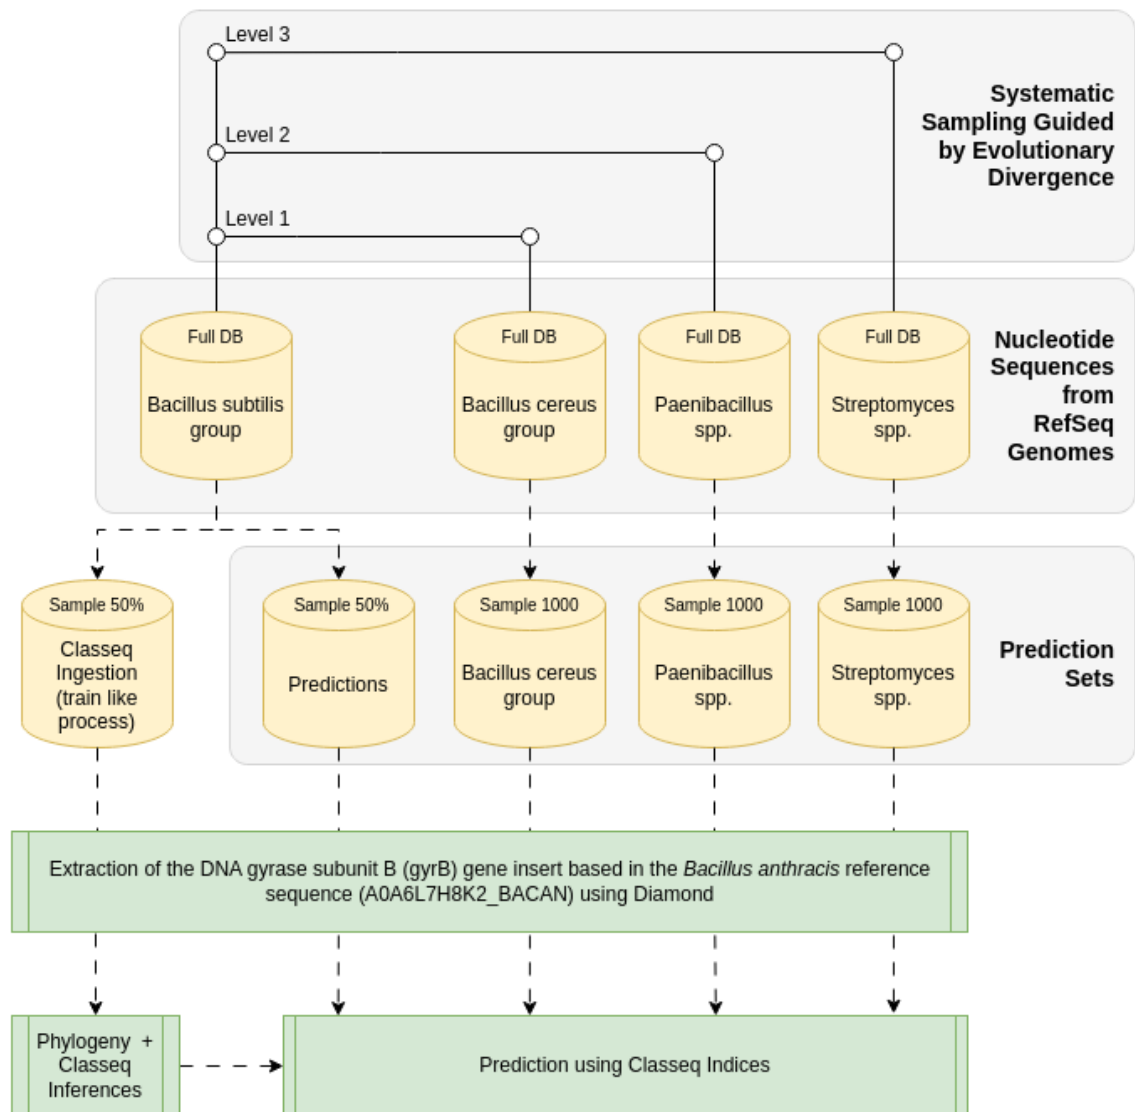 Level 3
Systematic
Sampling Guided
by Evolutionary
Divergence
Level 2
Level 1
Full DB
Bacillus subtilis
group
Full DB
Bacillus cereus
group
Full DB
Paenibacillus
spp.
Full DB
Streptomyces
spp.
Nucleotide
Sequences
from
RefSeq
Genomes
Sample 50%
Classeq
Ingestion
(train like
process)
Sample 50%
Predictions
Sample 1000
Bacillus cereus
group
Sample 1000
Paenibacillus
spp.
Sample 1000
Streptomyces
spp.
Prediction
Sets
Extraction of the DNA gyrase subunit B (gyrB) gene insert based in the Bacillus anthracis reference
sequence (A0A6L7H8K2_BACAN) using Diamond
Phylogeny +
Classeq
Inferences
Prediction using Classeq Indices